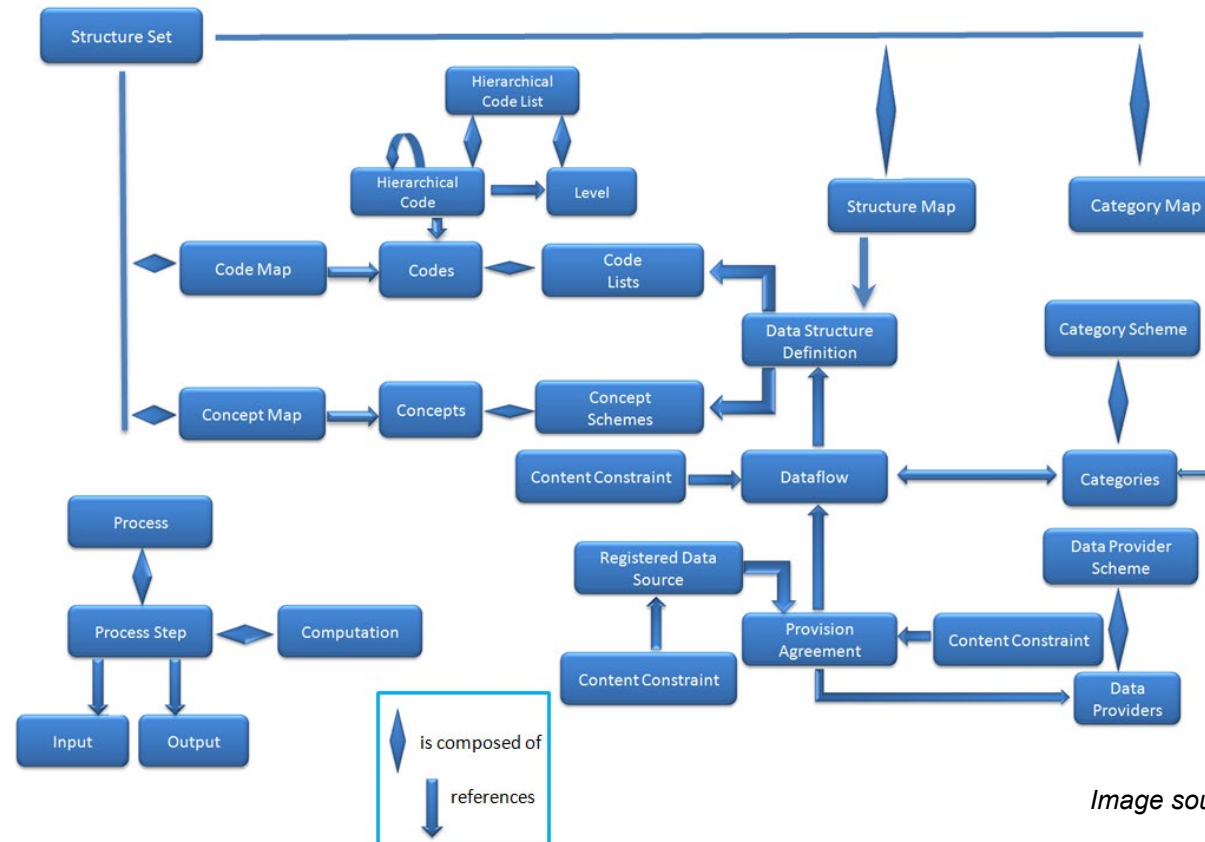 Structure Set
Hierarchical
Code List
Hierarchical
Code
Level
Structure Map
Category Map
Code Map
Codes
Code
Lists
Data Structure
Definition
Category Scheme
Concept Map
Concepts
Concept
Schemes
Content Constraint
Dataflow
Categories
Process
Registered Data
Source
Data Provider
Scheme
Process Step
Computation
Provision
Agreement
Content Constraint
Content Constraint
Data
Providers
Input
Output
is composed of
references
Image sou